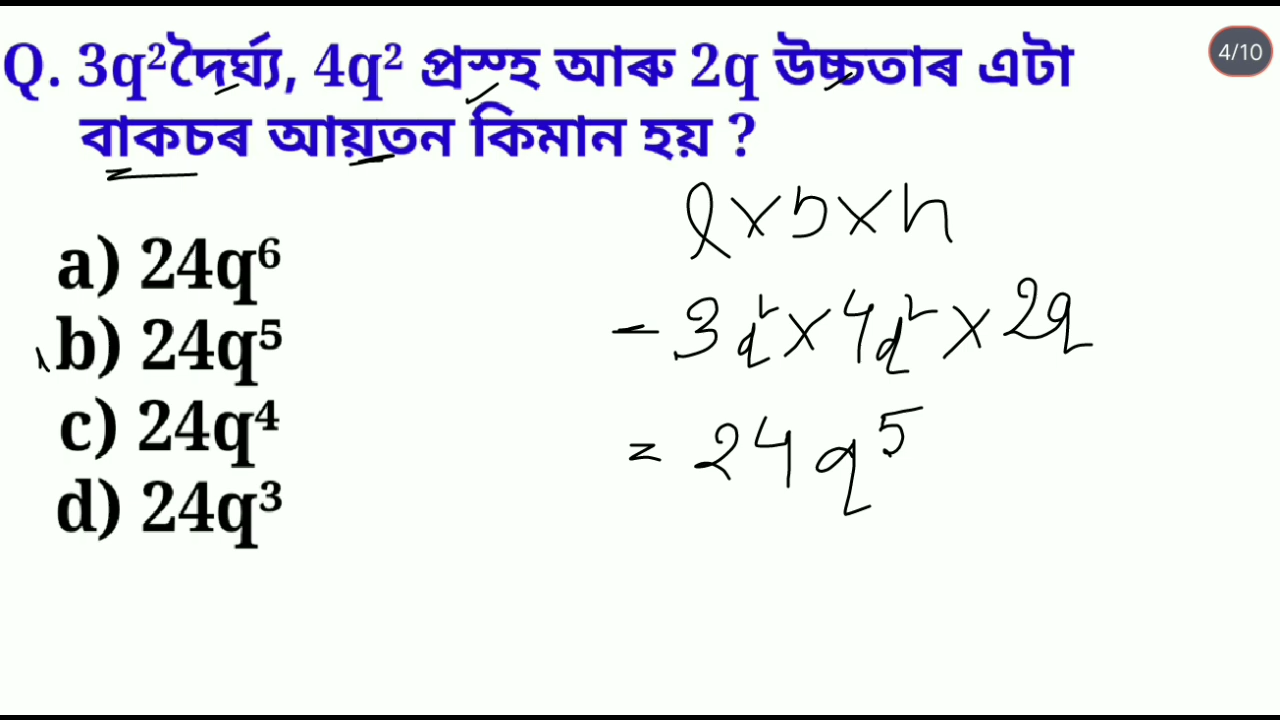 Q. 3q²দৈৰ্ঘ্য, 4q² প্ৰস্হ আৰু 2q উচ্চতাৰ এটা
4/10
বাকচৰ আয়তন কিমান হয় ?
l×b×h
a) 24q⁶
= 3q²×4q²×2q
b) 24q⁵
c) 24q⁴
= 24q⁵
d) 24q³